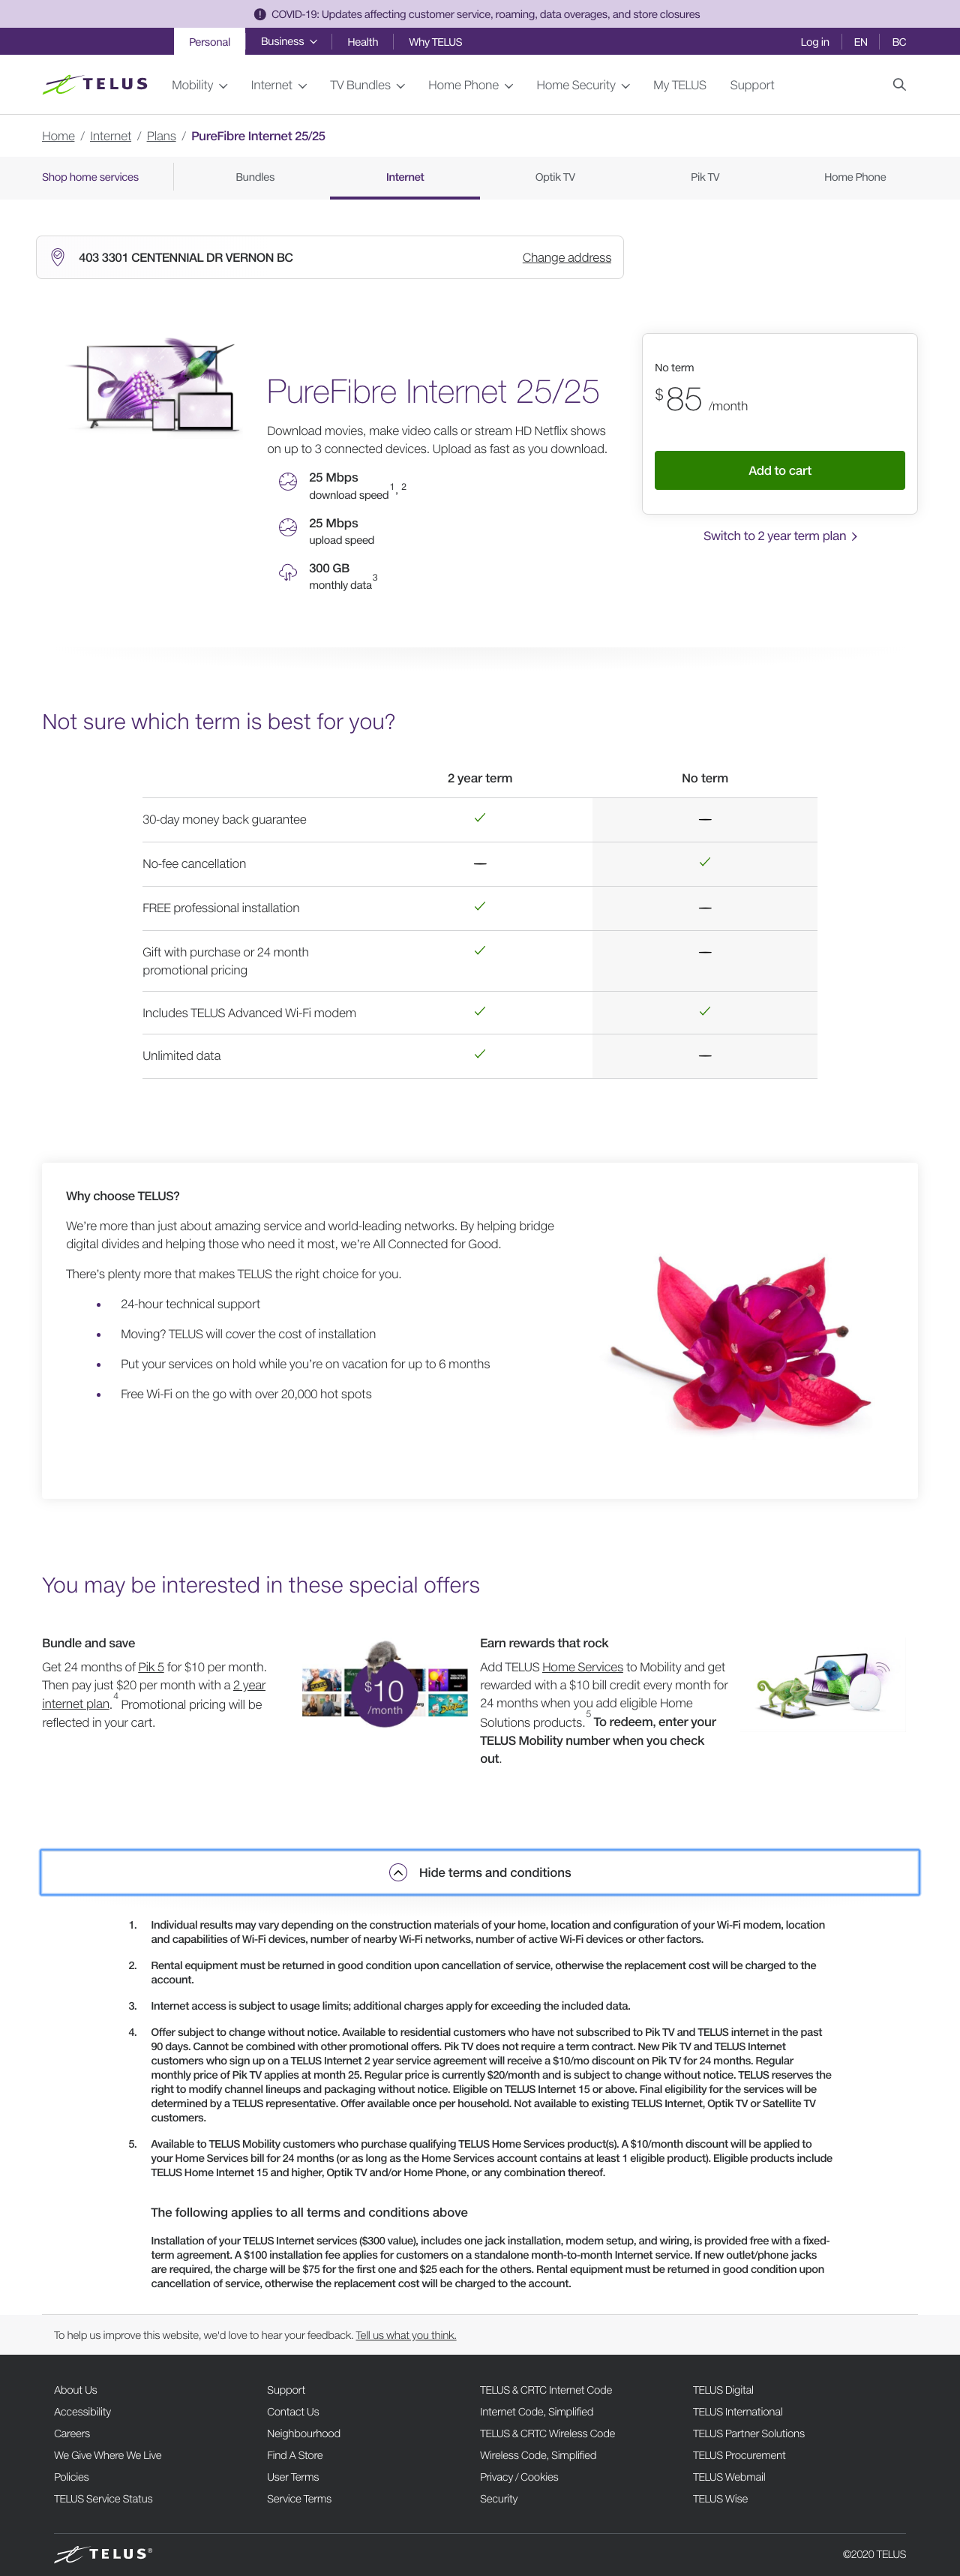 COVID-19: Updates affecting customer service, roaming, data overages, and store closures
Personal Business Health Why TELUS Log in EN BC
TELUS Mobility Internet TV Bundles Home Phone Home Security My TELUS Support
Home / Internet / Plans / PureFibre Internet 25/25
Shop home services Bundles Internet Optik TV Pik TV Home Phone
403 3301 CENTENNIAL DR VERNON BC Change address
PureFibre Internet 25/25
Download movies, make video calls or stream HD Netflix shows
on up to 3 connected devices. Upload as fast as you download.
25 Mbps
download speed 1, 2
25 Mbps
upload speed
300 GB
monthly data 3
No term
$85 /month
Add to cart
Switch to 2 year term plan
Not sure which term is best for you?
2 year term No term
30-day money back guarantee
No-fee cancellation
FREE professional installation
Gift with purchase or 24 month
promotional pricing
Includes TELUS Advanced Wi-Fi modem
Unlimited data
Why choose TELUS?
We're more than just about amazing service and world-leading networks. By helping bridge
digital divides and helping those who need it most, we're All Connected for Good.
There's plenty more that makes TELUS the right choice for you.
• 24-hour technical support
• Moving? TELUS will cover the cost of installation
• Put your services on hold while you're on vacation for up to 6 months
• Free Wi-Fi on the go with over 20,000 hot spots
You may be interested in these special offers
Bundle and save
Get 24 months of Pik 5 for $10 per month.
Then pay just $20 per month with a 2 year
internet plan.4 Promotional pricing will be
reflected in your cart.
$10
/month
Earn rewards that rock
Add TELUS Home Services to Mobility and get
rewarded with a $10 bill credit every month for
24 months when you add eligible Home
Solutions products.5 To redeem, enter your
TELUS Mobility number when you check
out.
Hide terms and conditions
1. Individual results may vary depending on the construction materials of your home, location and configuration of your Wi-Fi modem, location
and capabilities of Wi-Fi devices, number of nearby Wi-Fi networks, number of active Wi-Fi devices or other factors.
2. Rental equipment must be returned in good condition upon cancellation of service, otherwise the replacement cost will be charged to the
account.
3. Internet access is subject to usage limits; additional charges apply for exceeding the included data.
4. Offer subject to change without notice. Available to residential customers who have not subscribed to Pik TV and TELUS internet in the past
90 days. Cannot be combined with other promotional offers. Pik TV does not require a term contract. New Pik TV and TELUS Internet
customers who sign up on a TELUS Internet 2 year service agreement will receive a $10/mo discount on Pik TV for 24 months. Regular
monthly price of Pik TV applies at month 25. Regular price is currently $20/month and is subject to change without notice. TELUS reserves the
right to modify channel lineups and packaging without notice. Eligible on TELUS Internet 15 or above. Final eligibility for the services will be
determined by a TELUS representative. Offer available once per household. Not available to existing TELUS Internet, Optik TV or Satellite TV
customers.
5. Available to TELUS Mobility customers who purchase qualifying TELUS Home Services product(s). A $10/month discount will be applied to
your Home Services bill for 24 months (or as long as the Home Services account contains at least 1 eligible product). Eligible products include
TELUS Home Internet 15 and higher, Optik TV and/or Home Phone, or any combination thereof.
The following applies to all terms and conditions above
Installation of your TELUS Internet services ($300 value), includes one jack installation, modem setup, and wiring, is provided free with a fixed-
term agreement. A $100 installation fee applies for customers on a standalone month-to-month Internet service. If new outlet/phone jacks
are required, the charge will be $75 for the first one and $25 each for the others. Rental equipment must be returned in good condition upon
cancellation of service, otherwise the replacement cost will be charged to the account.
To help us improve this website, we'd love to hear your feedback. Tell us what you think.
About Us Support TELUS & CRTC Internet Code TELUS Digital
Accessibility Contact Us Internet Code, Simplified TELUS International
Careers Neighbourhood TELUS & CRTC Wireless Code TELUS Partner Solutions
We Give Where We Live Find A Store Wireless Code, Simplified TELUS Procurement
Policies User Terms Privacy / Cookies TELUS Webmail
TELUS Service Status Service Terms Security TELUS Wise
TELUS® ©2020 TELUS